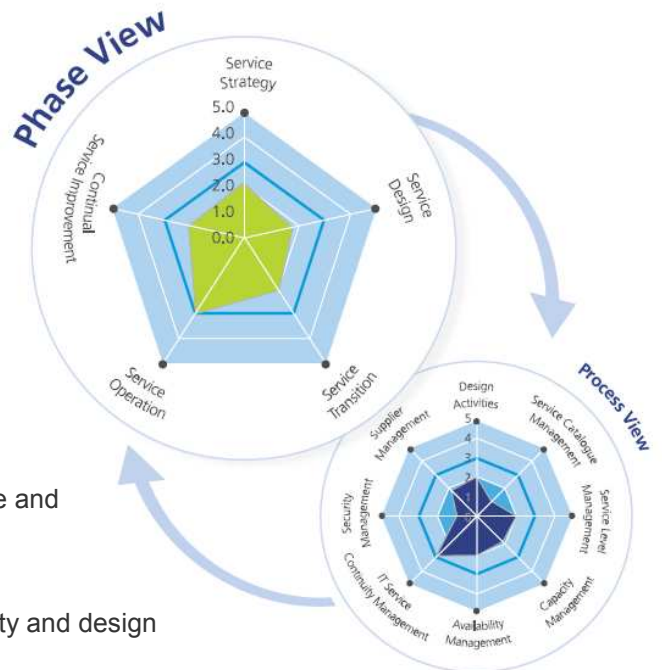 Phase View
Service
Strategy
5.0
4.0
3.0
2.0
1.0
0.0
Service
Design
Service
Transition
Service
Operation
Continual
Service Improvement
Process View
Design
Activities
5
4
3
2
1
0
Service Catalogue
Management
Service Level
Management
Capacity
Management
Availability
Management
IT Service
Continuity Management
Security
Management
Supplier
Management
e and
ty and design